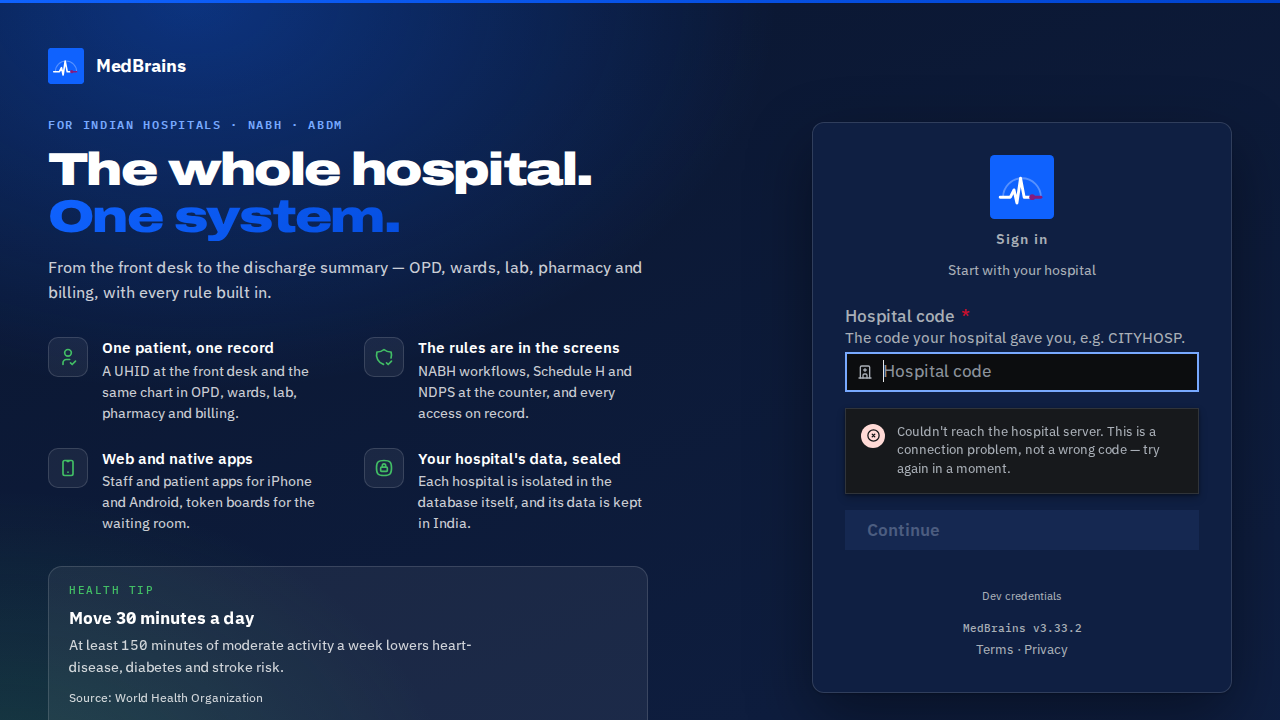 MedBrains
FOR INDIAN HOSPITALS · NABH · ABDM
The whole hospital.
One system.
From the front desk to the discharge summary — OPD, wards, lab, pharmacy and
billing, with every rule built in.
One patient, one record
A UHID at the front desk and the
same chart in OPD, wards, lab,
pharmacy and billing.
The rules are in the screens
NABH workflows, Schedule H and
NDPS at the counter, and every
access on record.
Web and native apps
Staff and patient apps for iPhone
and Android, token boards for the
waiting room.
Your hospital's data, sealed
Each hospital is isolated in the
database itself, and its data is kept
in India.
HEALTH TIP
Move 30 minutes a day
At least 150 minutes of moderate activity a week lowers heart-
disease, diabetes and stroke risk.
Source: World Health Organization
Sign in
Start with your hospital
Hospital code *
The code your hospital gave you, e.g. CITYHOSP.
Hospital code
Couldn't reach the hospital server. This is a
connection problem, not a wrong code — try
again in a moment.
Continue
Dev credentials
MedBrains v3.33.2
Terms · Privacy